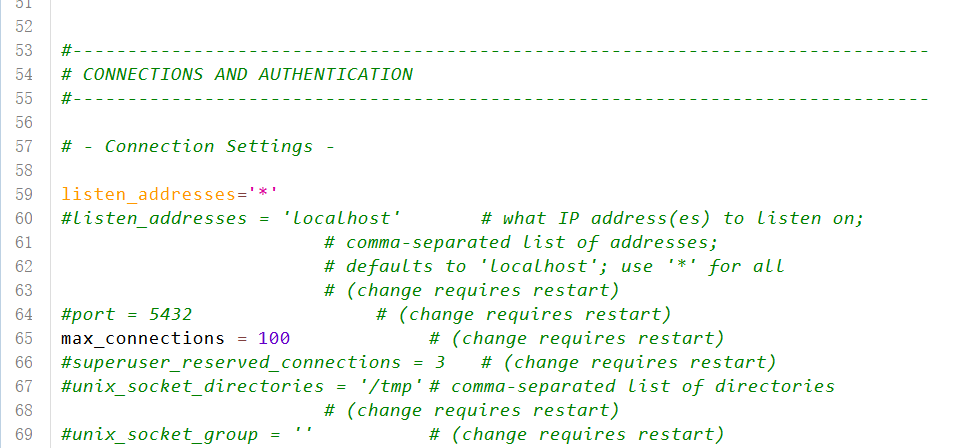 51
52
53 #------------------------------------------------------------------------------
54 # CONNECTIONS AND AUTHENTICATION
55 #------------------------------------------------------------------------------
56
57 # - Connection Settings -
58
59 listen_addresses='*'
60 #listen_addresses = 'localhost' # what IP address(es) to listen on;
61 # comma-separated list of addresses;
62 # defaults to 'localhost'; use '*' for all
63 # (change requires restart)
64 #port = 5432 # (change requires restart)
65 max_connections = 100 # (change requires restart)
66 #superuser_reserved_connections = 3 # (change requires restart)
67 #unix_socket_directories = '/tmp' # comma-separated list of directories
68 # (change requires restart)
69 #unix_socket_group = '' # (change requires restart)